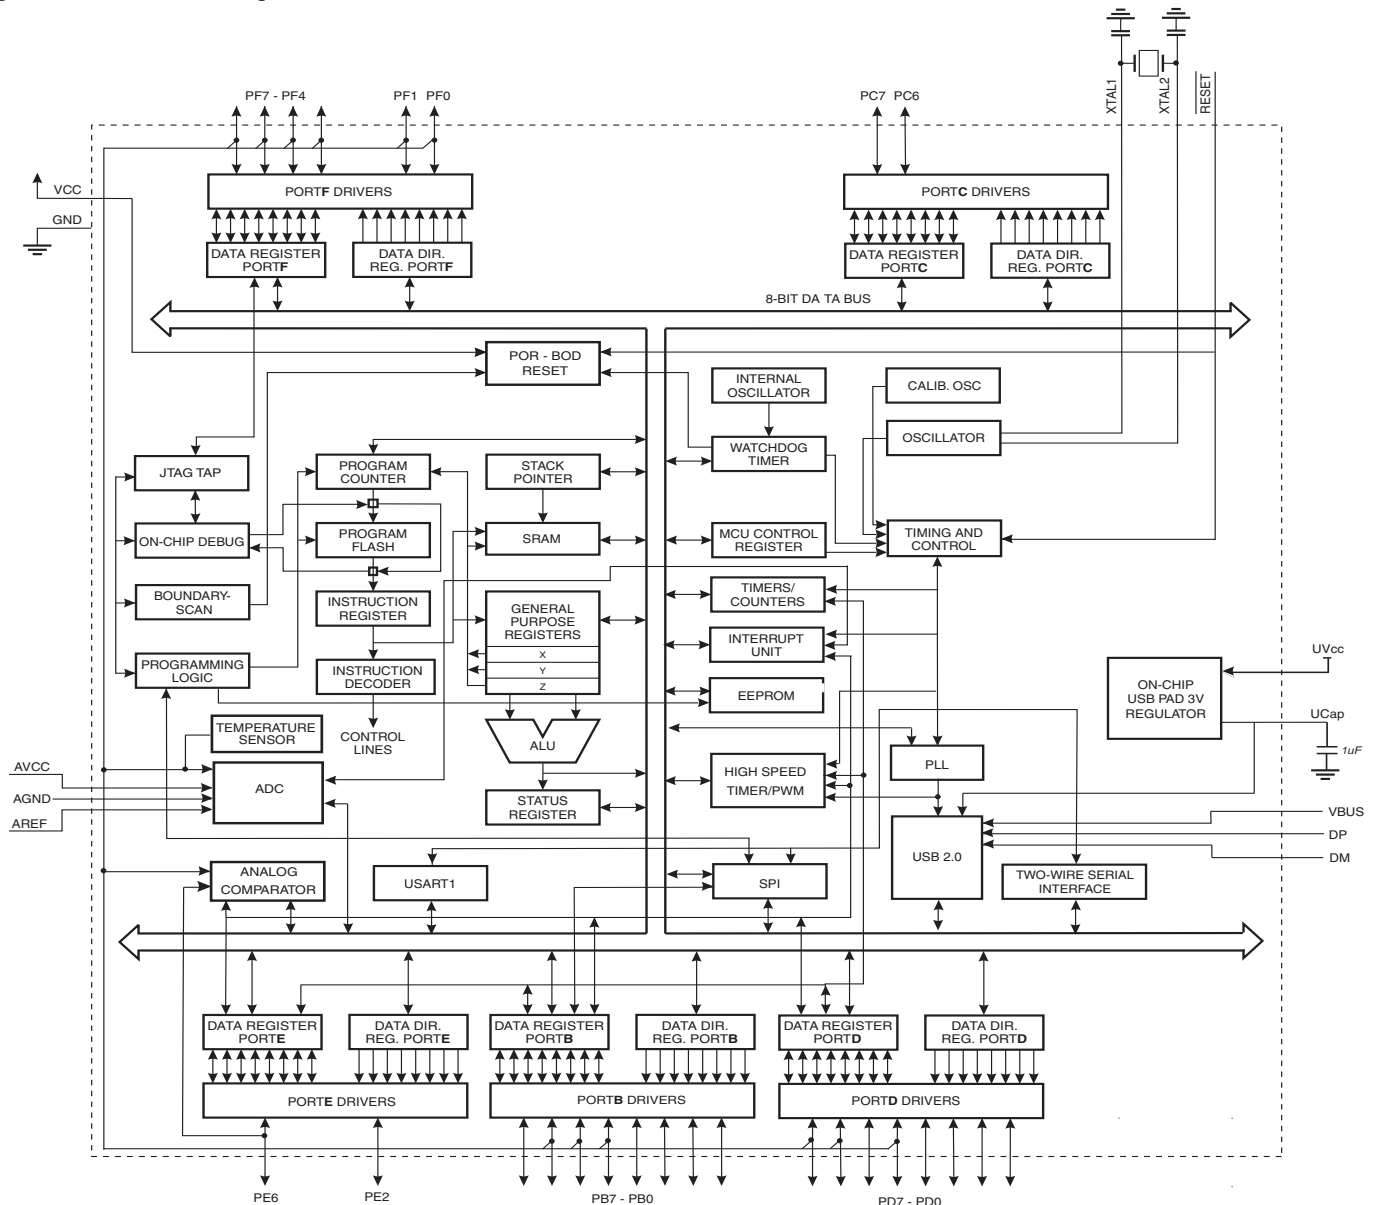 XTAL1
XTAL2
RESET
PF7 - PF4
PF1
PF0
PC7
PC6
VCC
GND
PORTF DRIVERS
PORTC DRIVERS
DATA REGISTER
PORTF
DATA DIR.
REG. PORTF
DATA REGISTER
PORTC
DATA DIR.
REG. PORTC
8-BIT DA TA BUS
POR - BOD
RESET
INTERNAL
OSCILLATOR
CALIB. OSC
OSCILLATOR
WATCHDOG
TIMER
JTAG TAP
PROGRAM
COUNTER
STACK
POINTER
ON-CHIP DEBUG
PROGRAM
FLASH
SRAM
MCU CONTROL
REGISTER
TIMING AND
CONTROL
BOUNDARY-
SCAN
INSTRUCTION
REGISTER
GENERAL
PURPOSE
REGISTERS
X
Y
Z
TIMERS/
COUNTERS
INTERRUPT
UNIT
PROGRAMMING
LOGIC
INSTRUCTION
DECODER
EEPROM
ON-CHIP
USB PAD 3V
REGULATOR
UVcc
UCap
1uF
TEMPERATURE
SENSOR
CONTROL
LINES
ALU
AVCC
AGND
AREF
ADC
STATUS
REGISTER
HIGH SPEED
TIMER/PWM
PLL
VBUS
DP
DM
ANALOG
COMPARATOR
USART1
SPI
USB 2.0
TWO-WIRE SERIAL
INTERFACE
DATA REGISTER
PORTE
DATA DIR.
REG. PORTE
DATA REGISTER
PORTB
DATA DIR.
REG. PORTB
DATA REGISTER
PORTD
DATA DIR.
REG. PORTD
PORTE DRIVERS
PORTB DRIVERS
PORTD DRIVERS
PE6
PE2
PB7 - PB0
PD7 - PD0